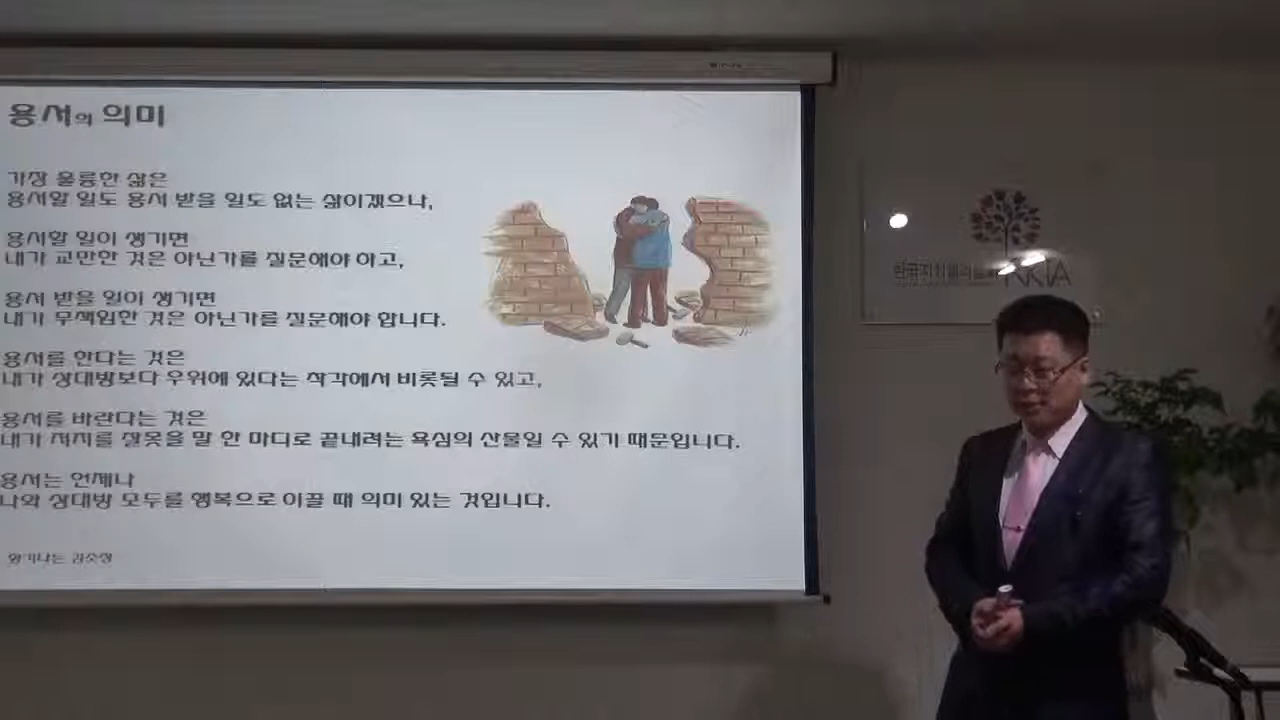 용서의 의미
가장 훌륭한 삶은
용서할 일도 용서 받을 일도 없는 삶이겠으나,
용서할 일이 생기면
내가 교만한 것은 아닌가를 질문해야 하고,
용서 받을 일이 생기면
내가 무책임한 것은 아닌가를 질문해야 합니다.
용서를 한다는 것은
내가 상대방보다 우위에 있다는 착각에서 비롯될 수 있고,
용서를 바란다는 것은
내가 저지를 잘못을 말 한 마디로 끝내려는 욕심의 산물일 수 있기 때문입니다.
용서는 언제나
나와 상대방 모두를 행복으로 이끌 때 의미 있는 것입니다.
향기나는